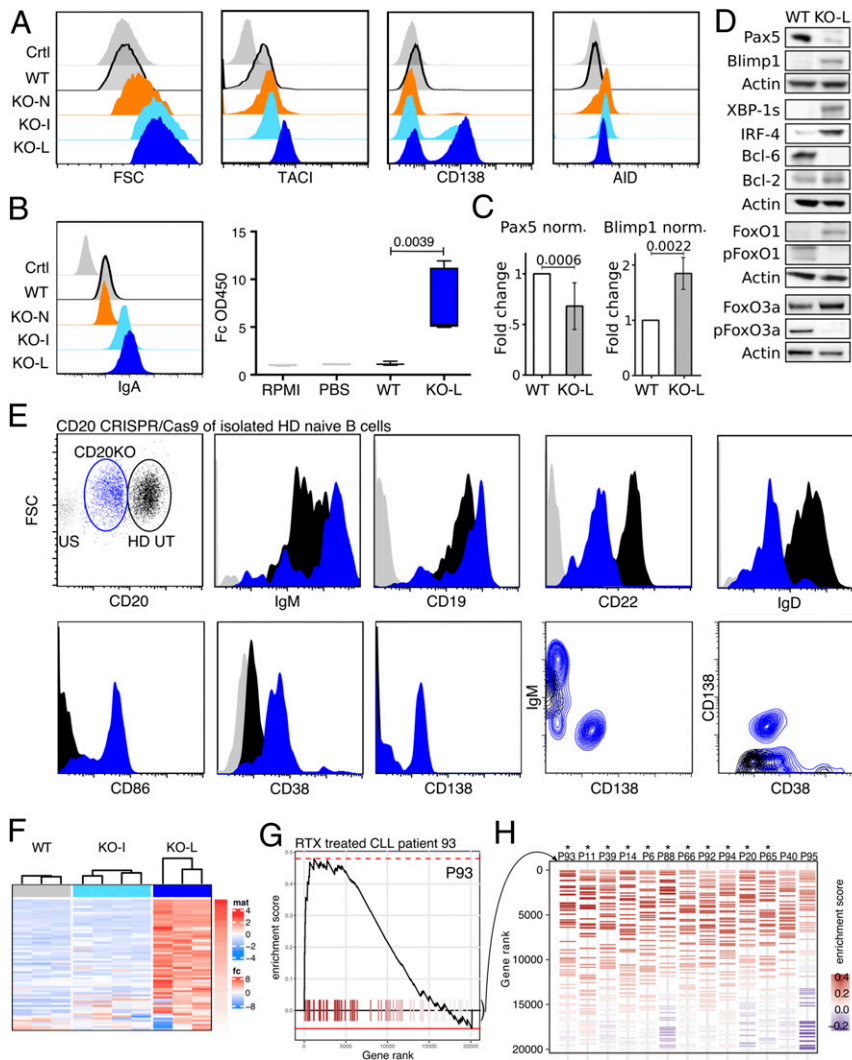 A
Crtl
WT
KO-N
KO-I
KO-L
FSC
TACI
CD138
AID
B
Crtl
WT
KO-N
KO-I
KO-L
IgA
Fc OD450
15
10
5
0
0.0039
RPMI
PBS
WT
KO-L
C
Pax5 norm.
0.0006
Fold change
1
.5
0
WT
KO-L
Blimp1 norm.
0.0022
Fold change
2
1
0
WT
KO-L
D
WT KO-L
Pax5
Blimp1
Actin
XBP-1s
IRF-4
Bcl-6
Bcl-2
Actin
FoxO1
pFoxO1
Actin
FoxO3a
pFoxO3a
Actin
E
CD20 CRISPR/Cas9 of isolated HD naive B cells
CD20KO
FSC
US
HD UT
CD20
IgM
CD19
CD22
IgD
CD86
CD38
CD138
IgM
CD138
CD138
CD38
F
WT
KO-I
KO-L
mat
4
2
0
−2
−4
fc
8
0
−8
G
RTX treated CLL patient 93
P93
enrichment score
0.5
0.4
0.3
0.2
0.1
0.0
0
5000
10000
15000
20000
Gene rank
H
* * * * * * * * * * *
P93 P11 P39 P14 P6 P88 P66 P92 P94 P20 P65 P40 P95
Gene rank
0
5000
10000
15000
20000
enrichment score
0.4
0.2
0.0
−0.2